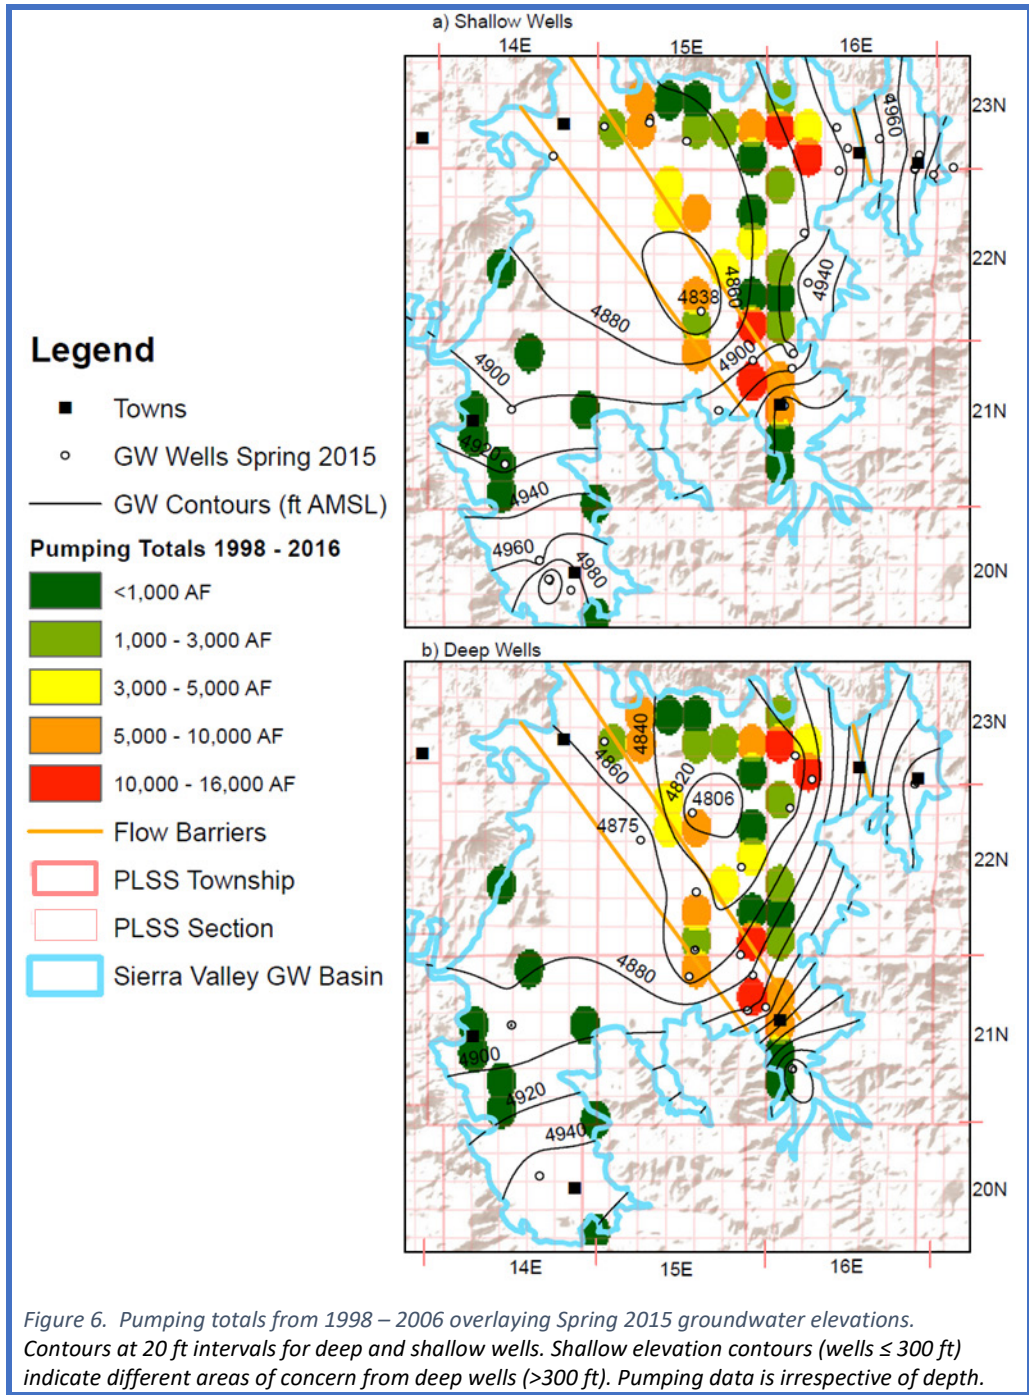 a) Shallow Wells
14E 15E 16E
23N
4960
22N
4940
4860
4838
4880
4900
4900
21N
4920
4940
4960
4980
20N
Legend
Towns
GW Wells Spring 2015
GW Contours (ft AMSL)
Pumping Totals 1998 - 2016
<1,000 AF
1,000 - 3,000 AF
3,000 - 5,000 AF
5,000 - 10,000 AF
10,000 - 16,000 AF
Flow Barriers
PLSS Township
PLSS Section
Sierra Valley GW Basin
b) Deep Wells
23N
4840
4860
4820
4806
4875
22N
4880
21N
4900
4920
4940
20N
14E 15E 16E
Figure 6. Pumping totals from 1998 – 2006 overlaying Spring 2015 groundwater elevations.
Contours at 20 ft intervals for deep and shallow wells. Shallow elevation contours (wells ≤ 300 ft)
indicate different areas of concern from deep wells (>300 ft). Pumping data is irrespective of depth.